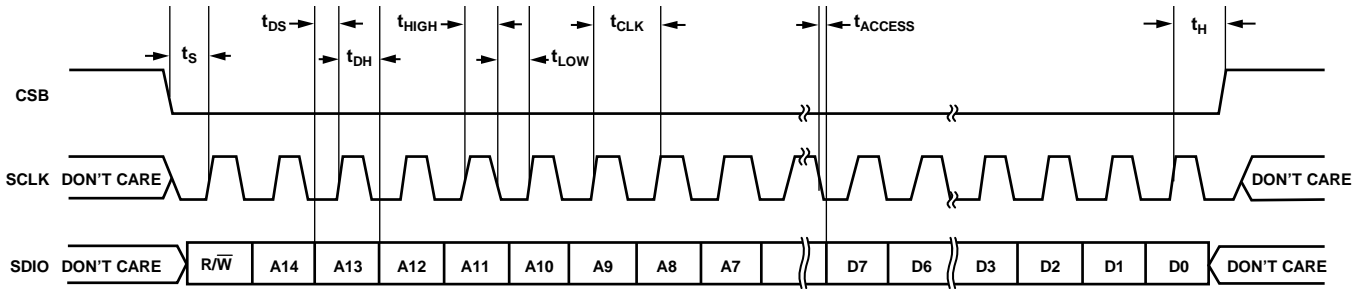 tDS tHIGH tCLK tACCESS tH
tS tDH tLOW
CSB
SCLK DON'T CARE DON'T CARE
SDIO DON'T CARE R/W̅ A14 A13 A12 A11 A10 A9 A8 A7 D7 D6 D3 D2 D1 D0 DON'T CARE